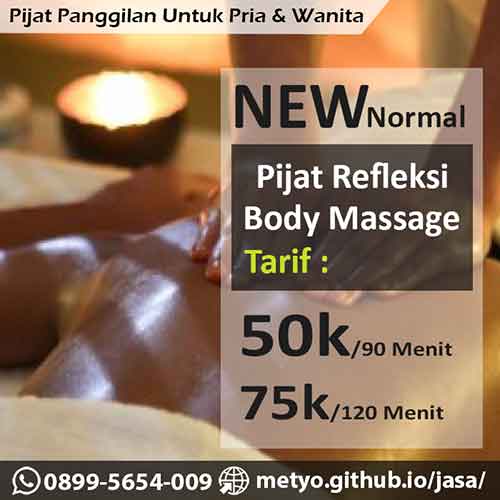 Pijat Panggilan Untuk Pria & Wanita
NEW Normal
Pijat Refleksi
Body Massage
Tarif :
50k/90 Menit
75k/120 Menit
0899-5654-009 metyo.github.io/jasa/